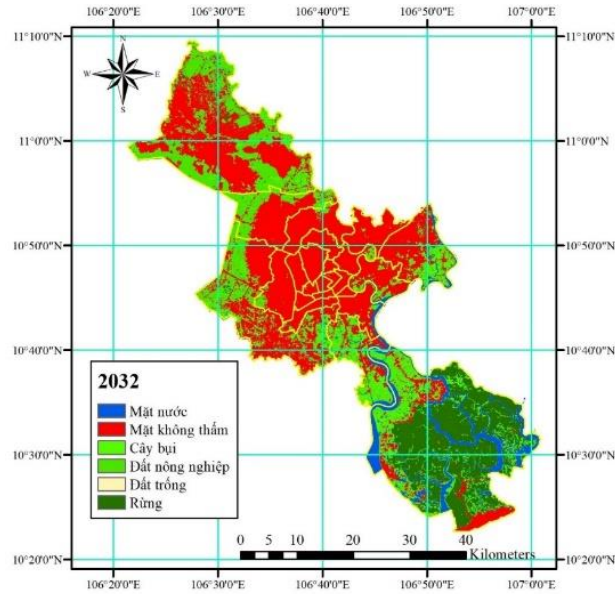 106°20'0"E 106°30'0"E 106°40'0"E 106°50'0"E 107°0'0"E
11°10'0"N 11°10'0"N
N
W E
S
11°0'0"N 11°0'0"N
10°50'0"N 10°50'0"N
10°40'0"N 10°40'0"N
2032
Mặt nước
Mặt không thấm
Cây bụi
Đất nông nghiệp
Đất trống
Rừng
10°30'0"N 10°30'0"N
0 5 10 20 30 40
Kilometers
10°20'0"N 10°20'0"N
106°20'0"E 106°30'0"E 106°40'0"E 106°50'0"E 107°0'0"E